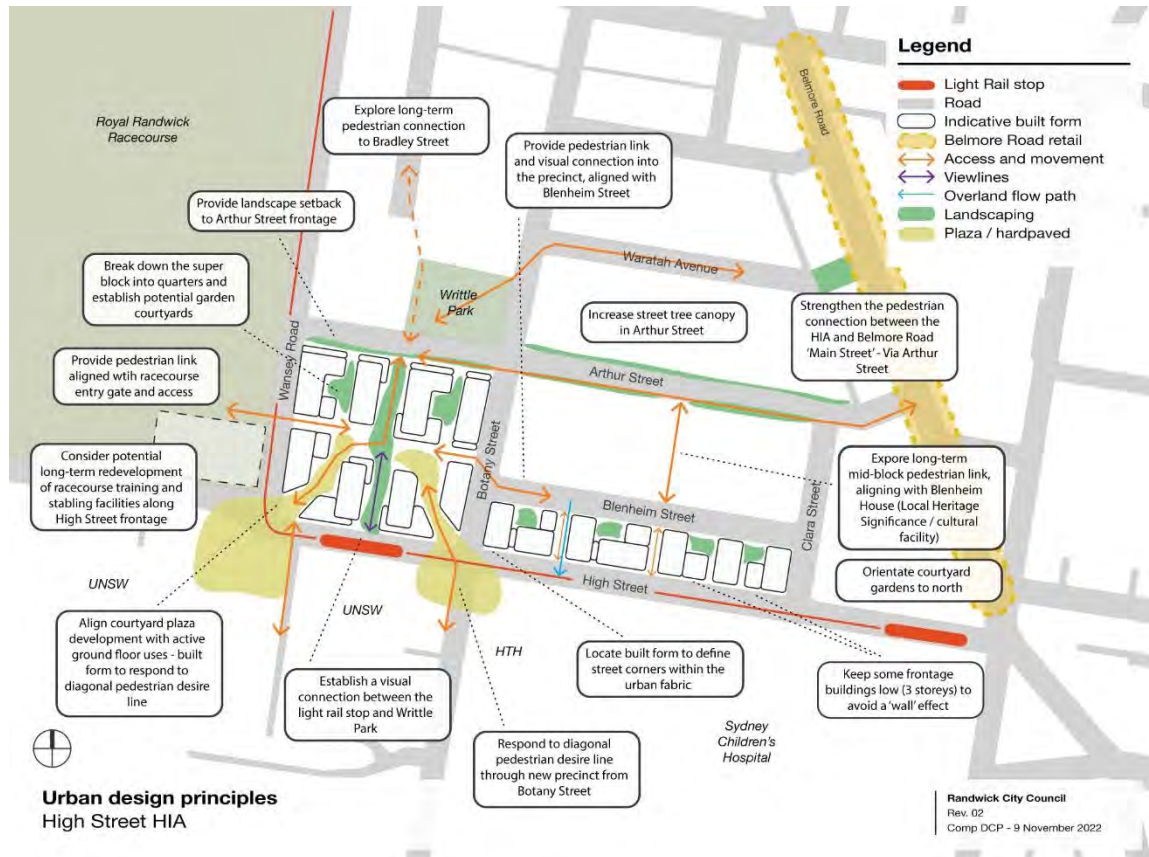 Legend
Light Rail stop
Road
Indicative built form
Belmore Road retail
Access and movement
Viewlines
Overland flow path
Landscaping
Plaza / hardpaved
Belmore Road
Royal Randwick
Racecourse
Explore long-term
pedestrian connection
to Bradley Street
Provide pedestrian link
and visual connection into
the precinct, aligned with
Blenheim Street
Provide landscape setback
to Arthur Street frontage
Break down the super
block into quarters and
establish potential garden
courtyards
Writtle
Park
Waratah Avenue
Increase street tree canopy
in Arthur Street
Strengthen the pedestrian
connection between the
HIA and Belmore Road
'Main Street' - Via Arthur
Street
Provide pedestrian link
aligned wtih racecourse
entry gate and access
Wansey Road
Arthur Street
Consider potential
long-term redevelopment
of racecourse training and
stabling facilities along
High Street frontage
Botany Street
Blenheim Street
Clara Street
Expore long-term
mid-block pedestrian link,
aligning with Blenheim
House (Local Heritage
Significance / cultural
facility)
Orientate courtyard
gardens to north
High Street
UNSW
UNSW
HTH
Align courtyard plaza
development with active
ground floor uses - built
form to respond to
diagonal pedestrian desire
line
Establish a visual
connection between the
light rail stop and Writtle
Park
Locate built form to define
street corners within the
urban fabric
Keep some frontage
buildings low (3 storeys) to
avoid a 'wall' effect
Respond to diagonal
pedestrian desire line
through new precinct from
Botany Street
Sydney
Children's
Hospital
Urban design principles
High Street HIA
Randwick City Council
Rev. 02
Comp DCP - 9 November 2022